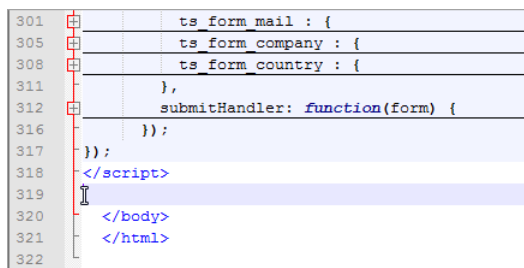 301 ts_form_mail : {
305 ts_form_company : {
308 ts_form_country : {
311 },
312 submitHandler: function(form) {
316 });
317 });
318 </script>
319
320 </body>
321 </html>
322